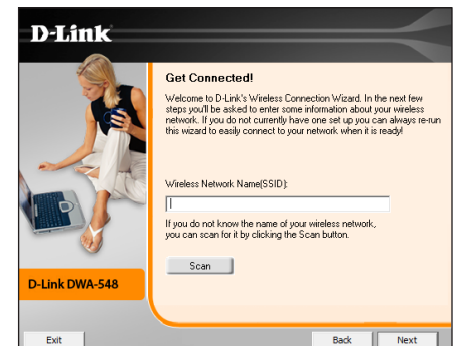 D-Link
Get Connected!
Welcome to D-Link's Wireless Connection Wizard. In the next few
steps you'll be asked to enter some information about your wireless
network. If you do not currently have one set up you can always re-run
this wizard to easily connect to your network when it is ready!
Wireless Network Name(SSID):
If you do not know the name of your wireless network,
you can scan for it by clicking the Scan button.
Scan
D-Link DWA-548
Exit
Back
Next